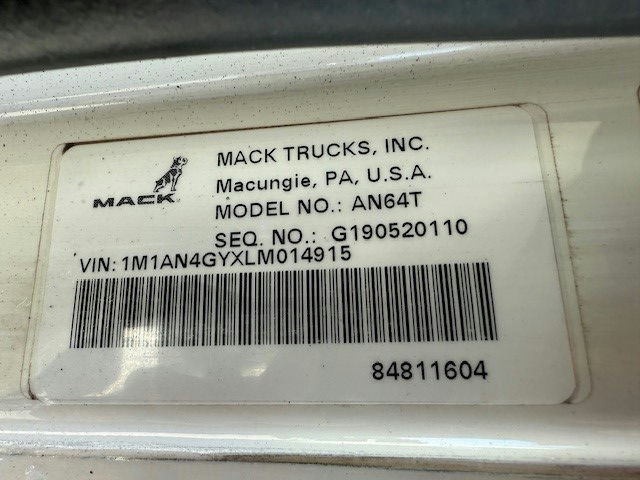 MACK TRUCKS, INC.
Macungie, PA, U.S.A.
MACK
MODEL NO.: AN64T
SEQ. NO.: G190520110
VIN: 1M1AN4GYXLM014915
84811604